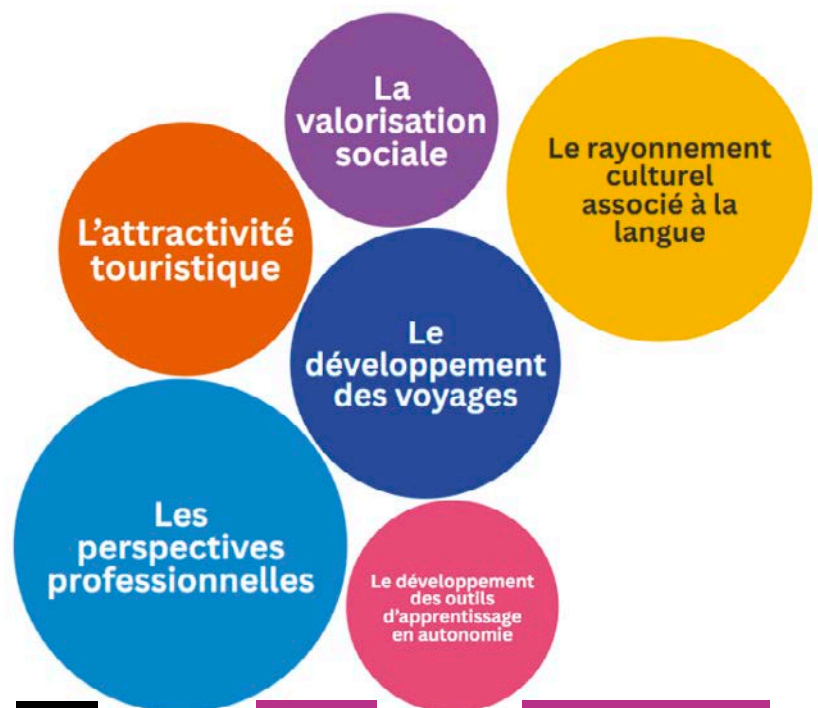 La
valorisation
sociale
Le rayonnement
culturel
associé à la
langue
L'attractivité
touristique
Le
développement
des voyages
Les
perspectives
professionnelles
Le développement
des outils
d'apprentissage
en autonomie